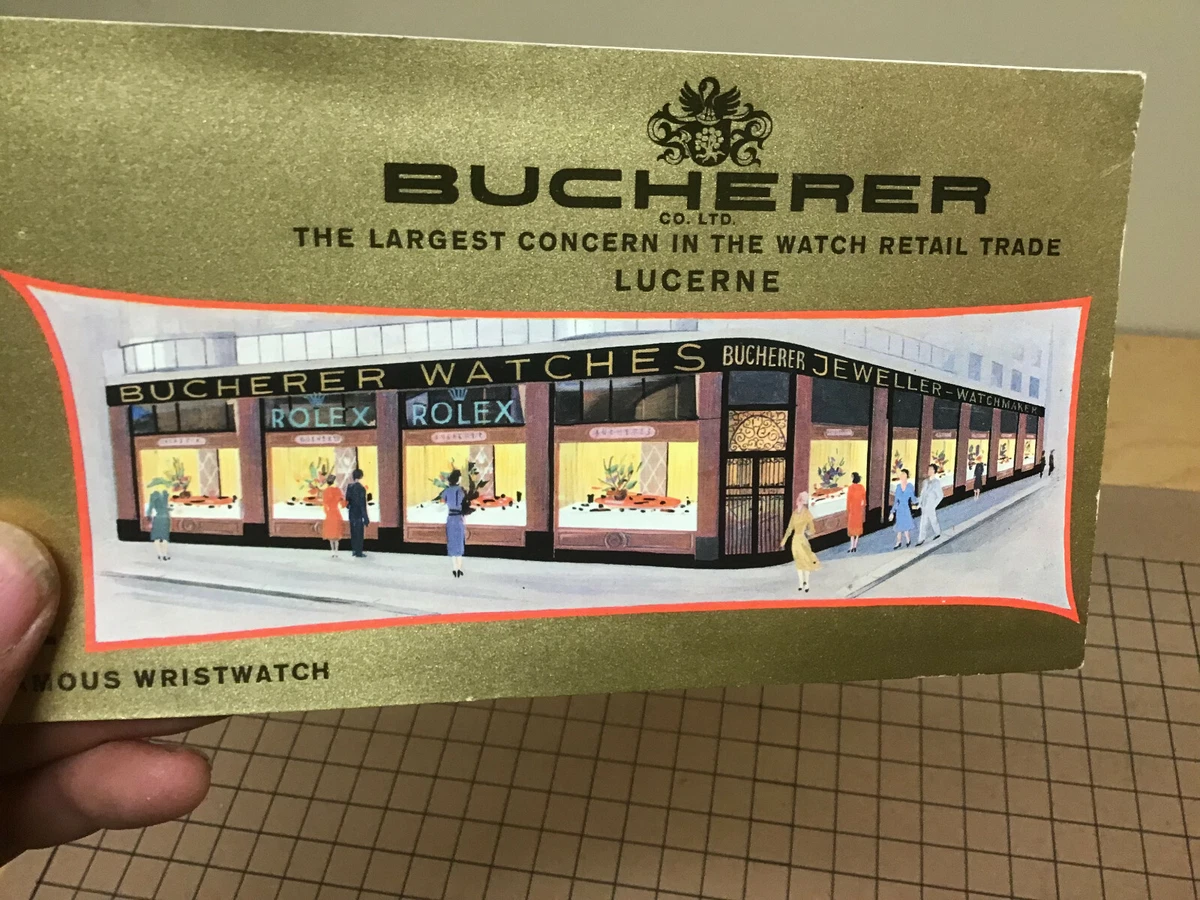 BUCHERER
CO. LTD.
THE LARGEST CONCERN IN THE WATCH RETAIL TRADE
LUCERNE
BUCHERER WATCHES BUCHERER JEWELLER-WATCHMAKER
ROLEX ROLEX
WRISTWATCH